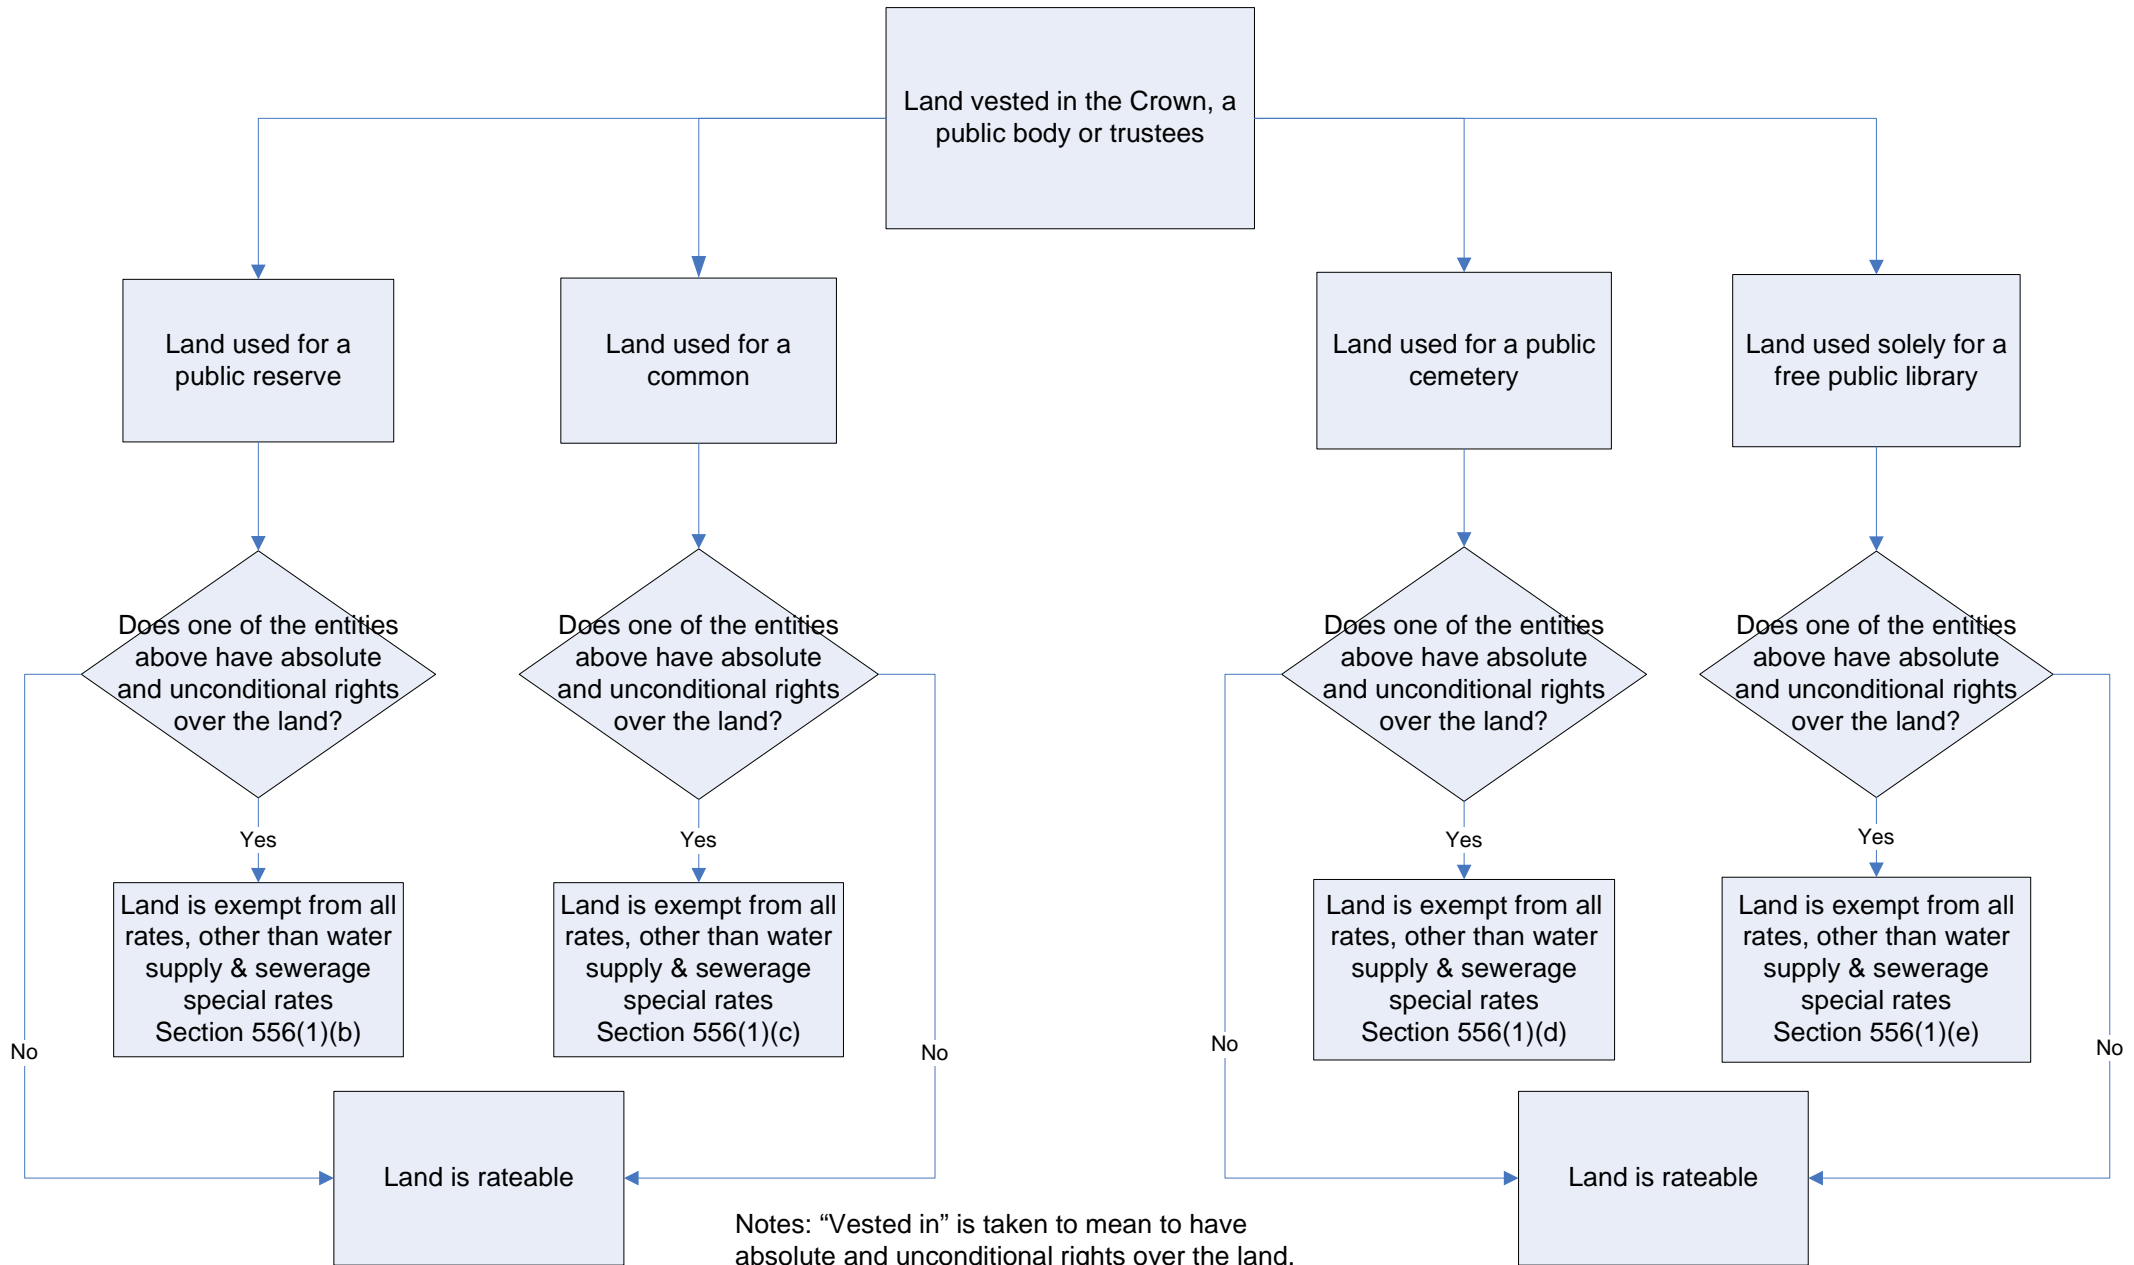 Land vested in the Crown, a
public body or trustees
Land used for a
public reserve
Land used for a
common
Land used for a public
cemetery
Land used solely for a
free public library
Does one of the entities
above have absolute
and unconditional rights
over the land?
Does one of the entities
above have absolute
and unconditional rights
over the land?
Does one of the entities
above have absolute
and unconditional rights
over the land?
Does one of the entities
above have absolute
and unconditional rights
over the land?
Yes
Yes
Yes
Yes
Land is exempt from all
rates, other than water
supply & sewerage
special rates
Section 556(1)(b)
Land is exempt from all
rates, other than water
supply & sewerage
special rates
Section 556(1)(c)
Land is exempt from all
rates, other than water
supply & sewerage
special rates
Section 556(1)(d)
Land is exempt from all
rates, other than water
supply & sewerage
special rates
Section 556(1)(e)
No
No
No
No
Land is rateable
Land is rateable
Notes: “Vested in” is taken to mean to have
absolute and unconditional rights over the land.